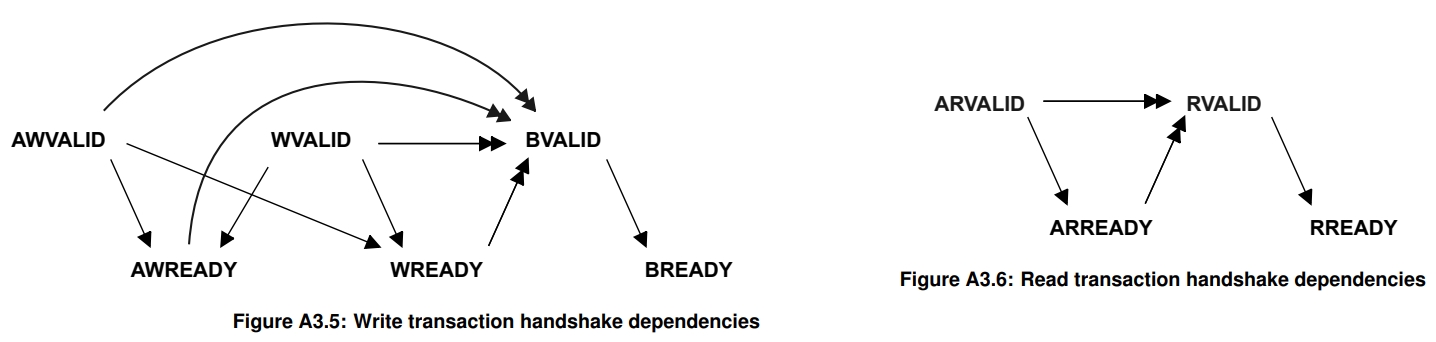 AWVALID WVALID BVALID
AWREADY WREADY BREADY
Figure A3.5: Write transaction handshake dependencies
ARVALID RVALID
ARREADY RREADY
Figure A3.6: Read transaction handshake dependencies